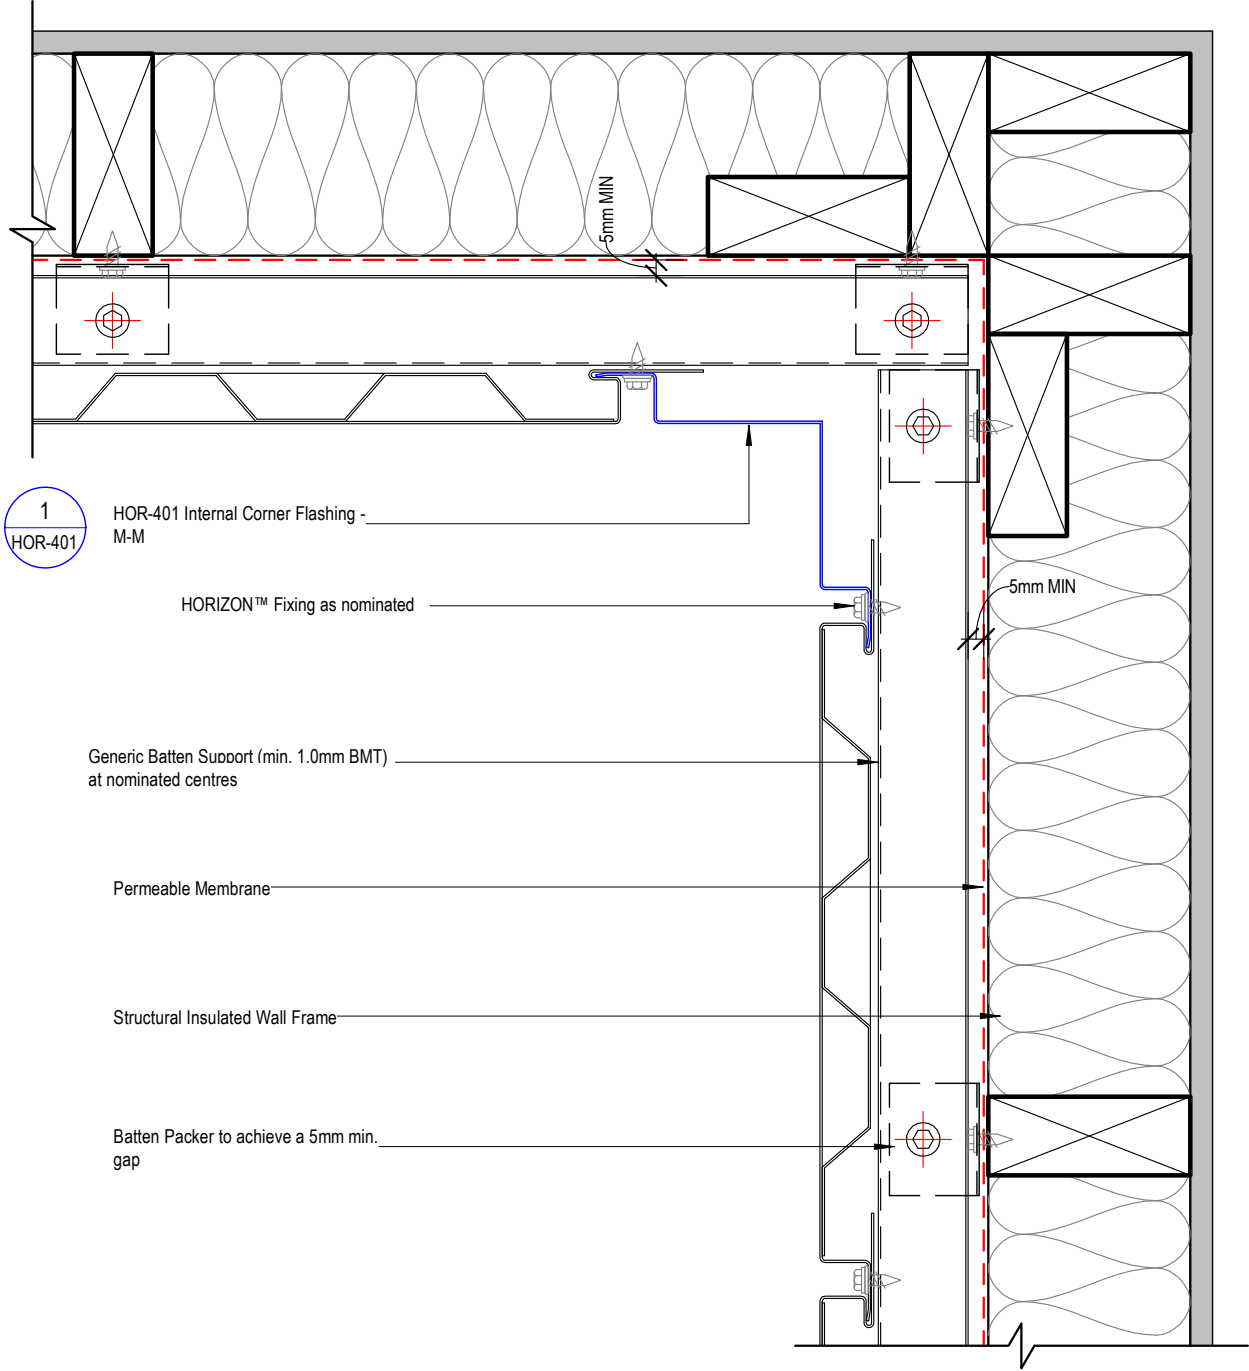 5mm MIN
1
HOR-401
HOR-401 Internal Corner Flashing -
M-M
HORIZON™ Fixing as nominated
5mm MIN
Generic Batten Support (min. 1.0mm BMT)
at nominated centres
Permeable Membrane
Structural Insulated Wall Frame
Batten Packer to achieve a 5mm min.
gap